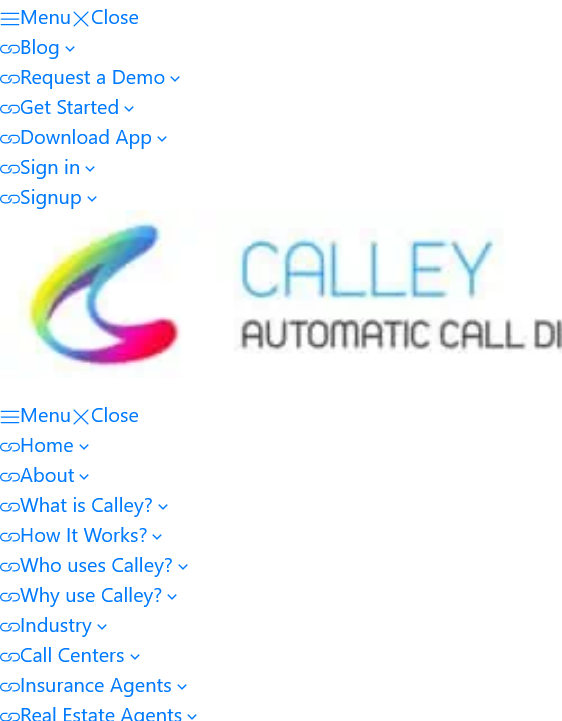 Menu Close
Blog
Request a Demo
Get Started
Download App
Sign in
Signup
CALLEY
AUTOMATIC CALL DI
Menu Close
Home
About
What is Calley?
How It Works?
Who uses Calley?
Why use Calley?
Industry
Call Centers
Insurance Agents
Real Estate Agents